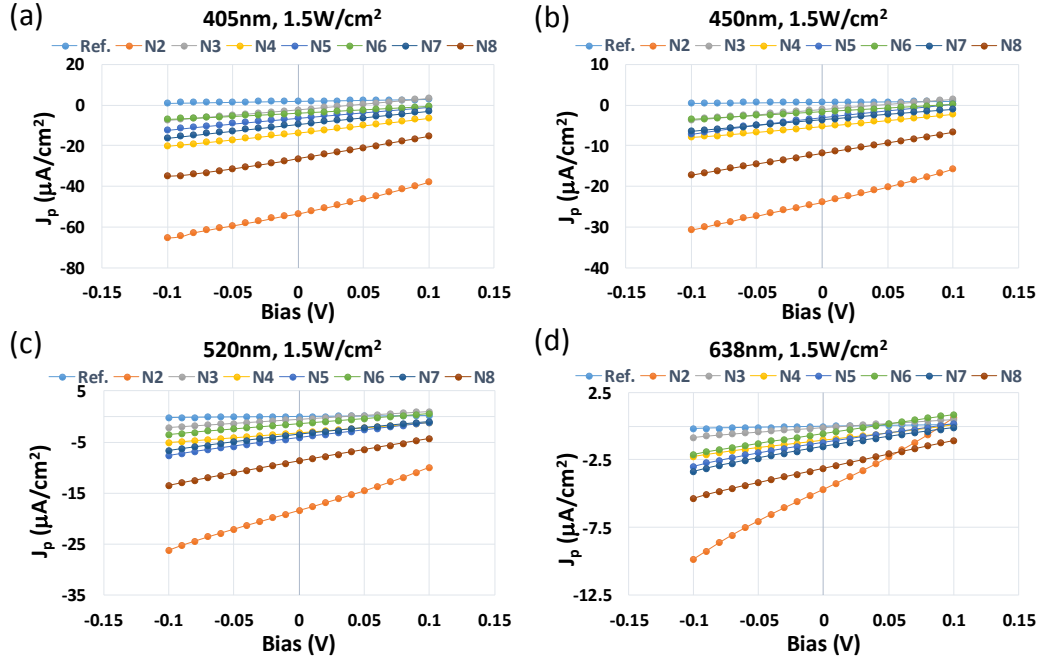 (a)
405nm, 1.5W/cm²
Ref. N2 N3 N4 N5 N6 N7 N8
20
0
-20
-40
-60
-80
Jₚ (µA/cm²)
-0.15 -0.1 -0.05 0 0.05 0.1 0.15
Bias (V)
(b)
450nm, 1.5W/cm²
Ref. N2 N3 N4 N5 N6 N7 N8
10
0
-10
-20
-30
-40
Jₚ (µA/cm²)
-0.15 -0.1 -0.05 0 0.05 0.1 0.15
Bias (V)
(c)
520nm, 1.5W/cm²
Ref. N2 N3 N4 N5 N6 N7 N8
5
-5
-15
-25
-35
Jₚ (µA/cm²)
-0.15 -0.1 -0.05 0 0.05 0.1 0.15
Bias (V)
(d)
638nm, 1.5W/cm²
Ref. N2 N3 N4 N5 N6 N7 N8
2.5
-2.5
-7.5
-12.5
Jₚ (µA/cm²)
-0.15 -0.1 -0.05 0 0.05 0.1 0.15
Bias (V)